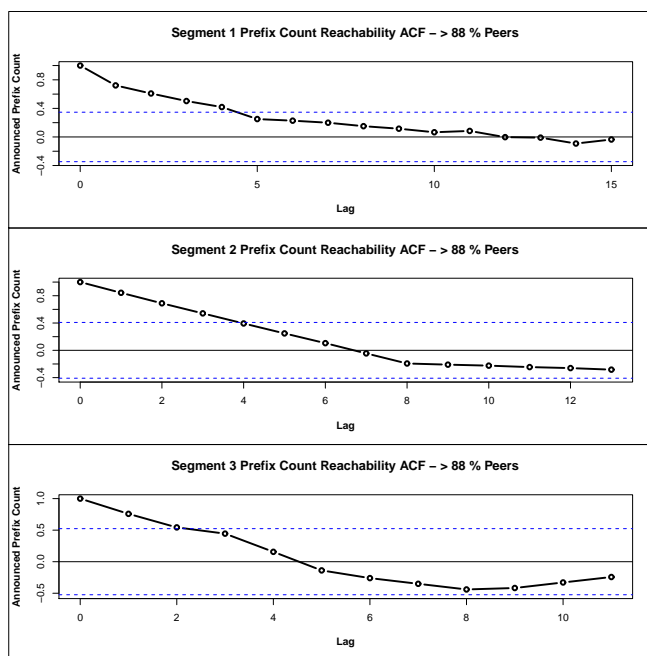 Segment 1 Prefix Count Reachability ACF – > 88 % Peers
Announced Prefix Count
−0.4 0.0 0.4 0.8
0 5 10 15
Lag
Segment 2 Prefix Count Reachability ACF – > 88 % Peers
Announced Prefix Count
−0.4 0.0 0.4 0.8
0 2 4 6 8 10 12
Lag
Segment 3 Prefix Count Reachability ACF – > 88 % Peers
Announced Prefix Count
−0.5 0.0 0.5 1.0
0 2 4 6 8 10
Lag